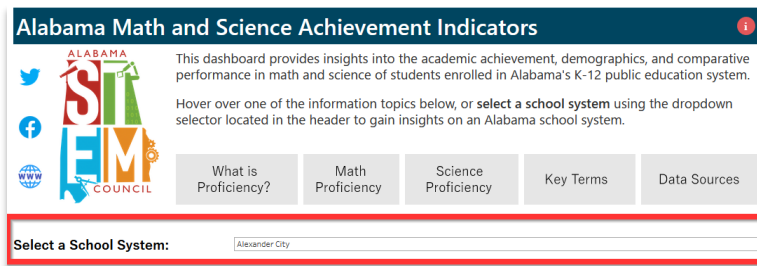 Alabama Math and Science Achievement Indicators
i
ALABAMA
STEM
COUNCIL
www
This dashboard provides insights into the academic achievement, demographics, and comparative
performance in math and science of students enrolled in Alabama's K-12 public education system.
Hover over one of the information topics below, or select a school system using the dropdown
selector located in the header to gain insights on an Alabama school system.
What is
Proficiency?
Math
Proficiency
Science
Proficiency
Key Terms
Data Sources
Select a School System:
Alexander City